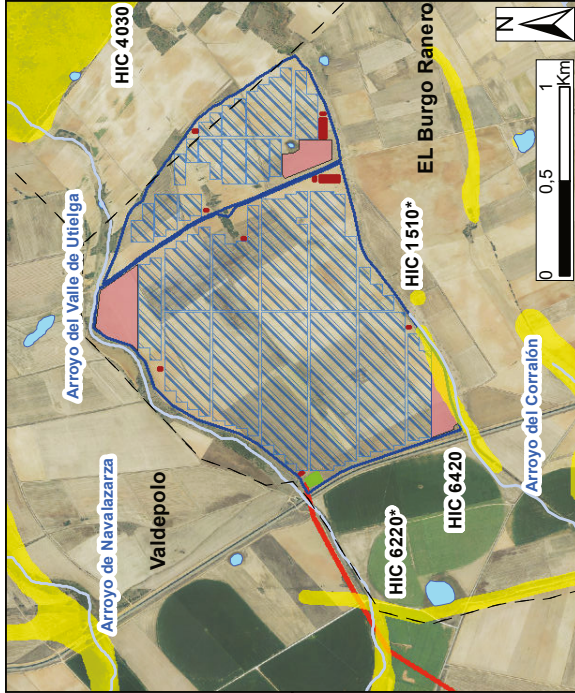 Arroyo del Valle de Utielga
Arroyo de Navalazarza
HIC 4030
Valdepolo
HIC 6220*
HIC 1510*
EL Burgo Ranero
HIC 6420
N
Arroyo del Corralón
0 0,5 1 Km